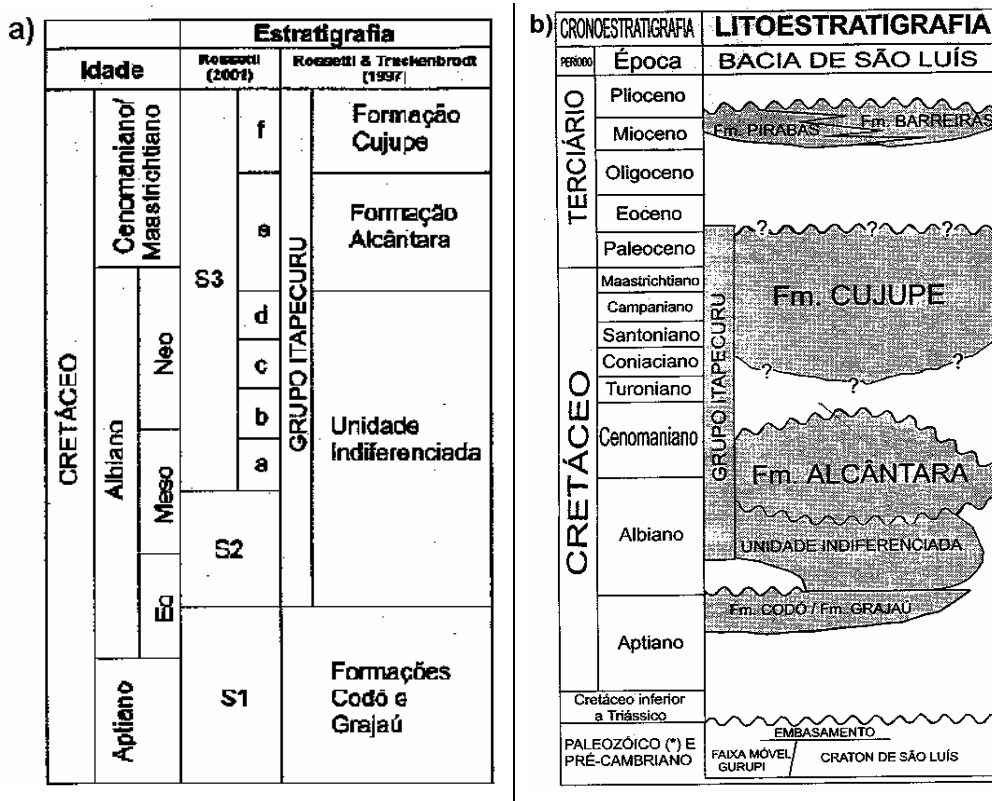 a)
Estratigrafia
Idade
Rossetti
(2001)
Rossetti & Truckenbrodt
(1997)
CRETÁCEO
Cenomaniano/
Maastrichtiano
Albiano
Neo
Meso
Eo
Aptiano
S3
f
e
d
c
b
a
S2
S1
GRUPO ITAPECURU
Formação
Cujupe
Formação
Alcântara
Unidade
Indiferenciada
Formações
Codó e
Grajaú
b)
CRONOESTRATIGRAFIA
LITOESTRATIGRAFIA
PERÍODO
Época
BACIA DE SÃO LUÍS
TERCIÁRIO
Plioceno
Mioceno
Oligoceno
Eoceno
Paleoceno
CRETÁCEO
Maastrichtiano
Campaniano
Santoniano
Coniaciano
Turoniano
Cenomaniano
Albiano
Aptiano
Cretáceo inferior
a Triássico
PALEOZÓICO (*) E
PRÉ-CAMBRIANO
Fm. PIRABAS
Fm. BARREIRAS
? ? ?
GRUPO ITAPECURU
Fm. CUJUPE
? ? ?
Fm. ALCÂNTARA
UNIDADE INDIFERENCIADA
Fm. CODÓ / Fm. GRAJAÚ
EMBASAMENTO
FAIXA MÓVEL
GURUPI
CRATON DE SÃO LUÍS